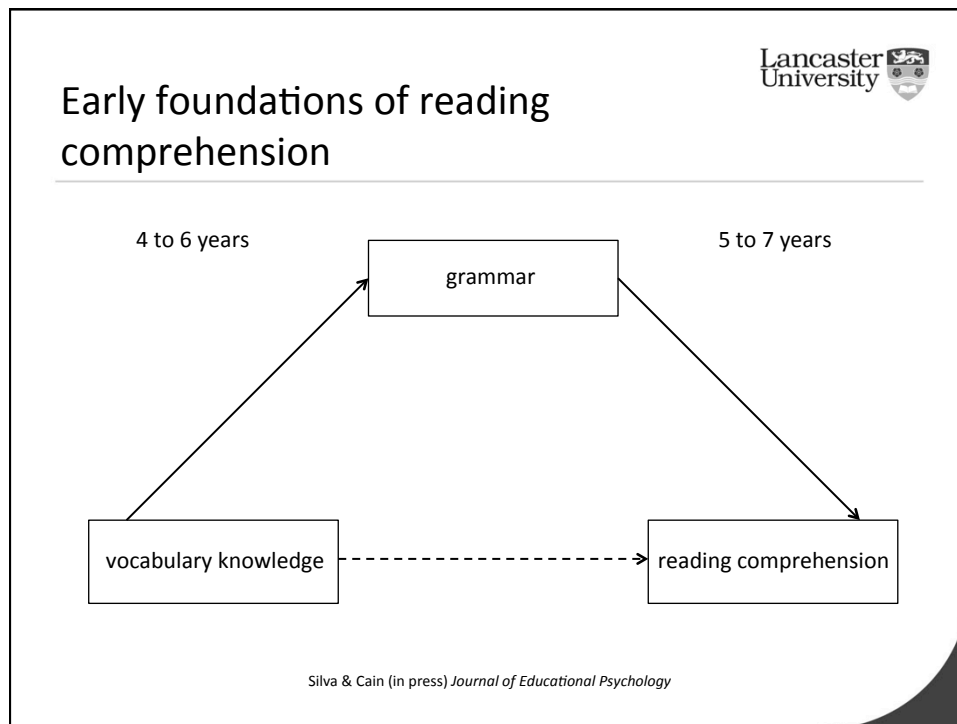 Lancaster
University
Early foundations of reading
comprehension
4 to 6 years
5 to 7 years
grammar
vocabulary knowledge
reading comprehension
Silva & Cain (in press) Journal of Educational Psychology